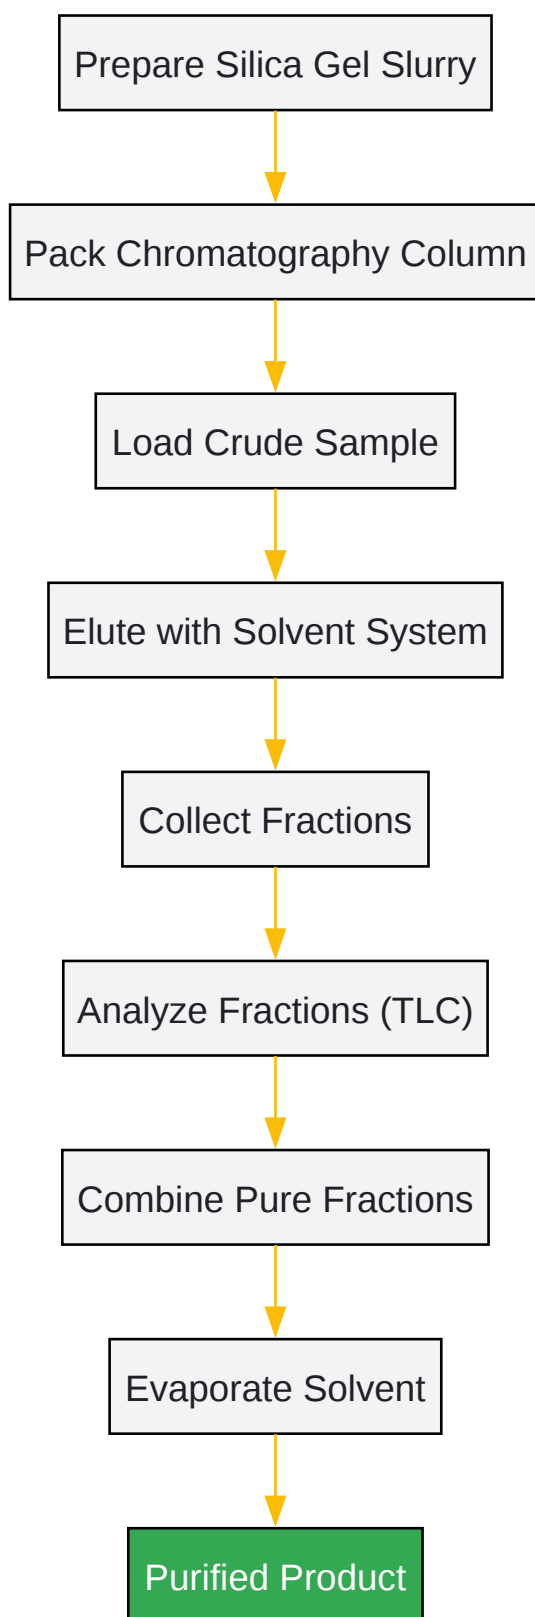 Prepare Silica Gel Slurry
Pack Chromatography Column
Load Crude Sample
Elute with Solvent System
Collect Fractions
Analyze Fractions (TLC)
Combine Pure Fractions
Evaporate Solvent
Purified Product